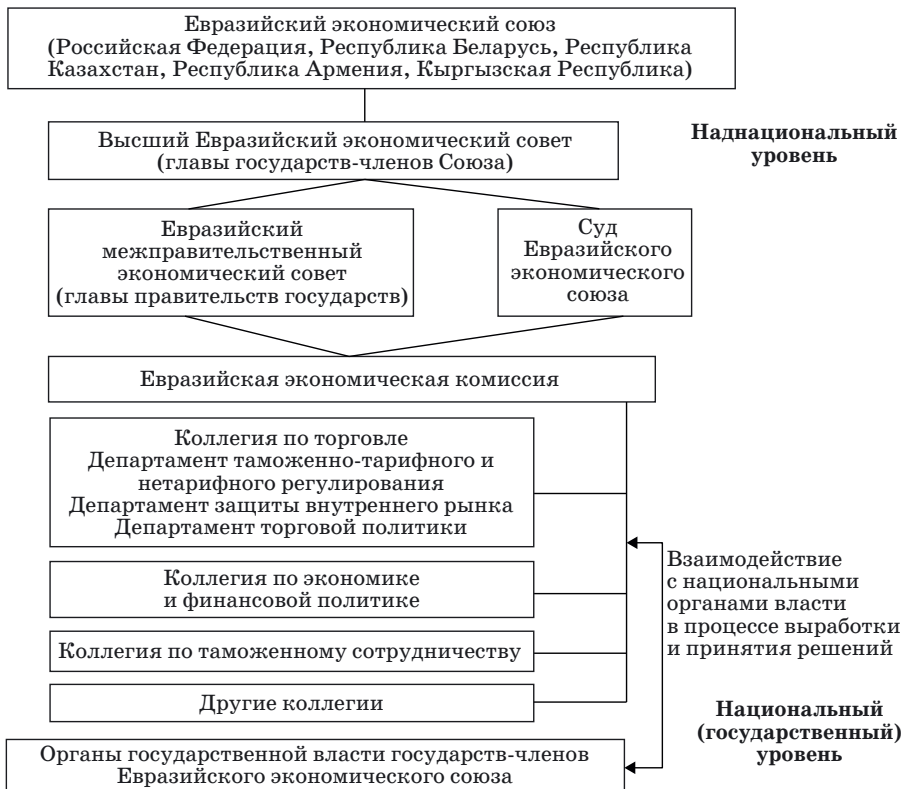 Евразийский экономический союз
(Российская Федерация, Республика Беларусь, Республика
Казахстан, Республика Армения, Кыргызская Республика)
Высший Евразийский экономический совет
(главы государств-членов Союза)
Наднациональный
уровень
Евразийский
межправительственный
экономический совет
(главы правительств государств)
Суд
Евразийского
экономического
союза
Евразийская экономическая комиссия
Коллегия по торговле
Департамент таможенно-тарифного и
нетарифного регулирования
Департамент защиты внутреннего рынка
Департамент торговой политики
Коллегия по экономике
и финансовой политике
Взаимодействие
с национальными
органами власти
в процессе выработки
и принятия решений
Коллегия по таможенному сотрудничеству
Другие коллегии
Национальный
(государственный)
уровень
Органы государственной власти государств-членов
Евразийского экономического союза